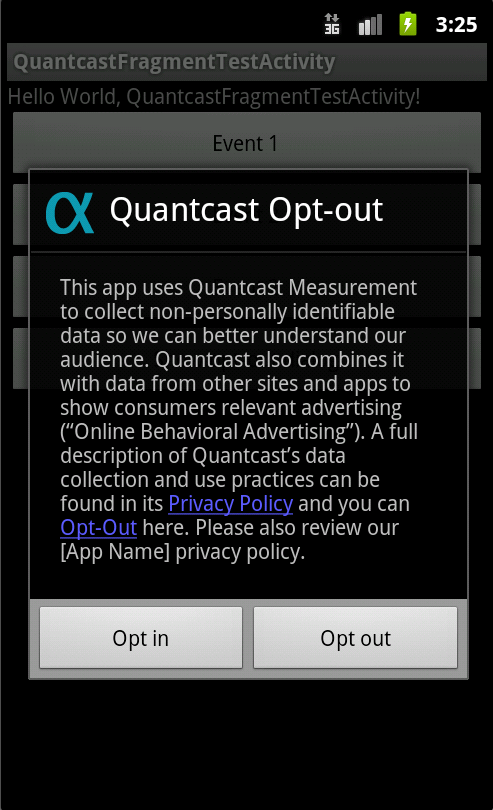 3G
3:25
QuantcastFragmentTestActivity
Hello World, QuantcastFragmentTestActivity!
Event 1
α Quantcast Opt-out
This app uses Quantcast Measurement
to collect non-personally identifiable
data so we can better understand our
audience. Quantcast also combines it
with data from other sites and apps to
show consumers relevant advertising
(“Online Behavioral Advertising”). A full
description of Quantcast’s data
collection and use practices can be
found in its Privacy Policy and you can
Opt-Out here. Please also review our
[App Name] privacy policy.
Opt in
Opt out